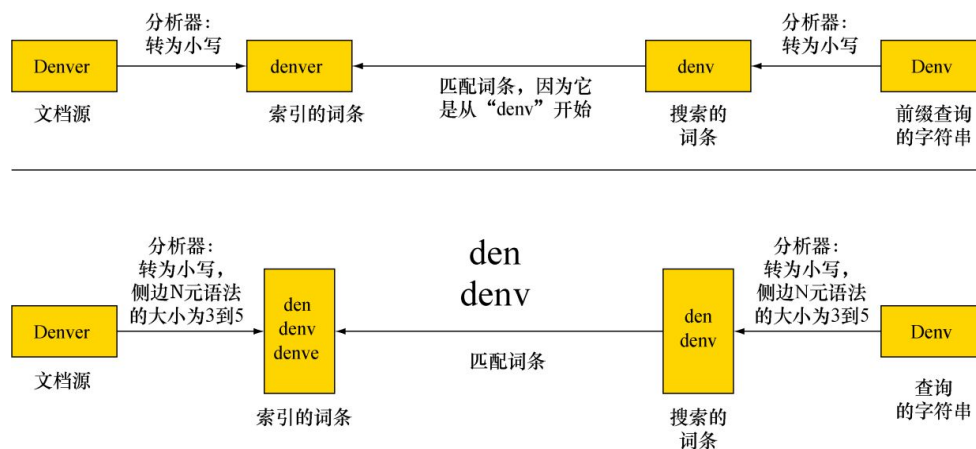 分析器：
转为小写
分析器：
转为小写
Denver
denver
denv
Denv
文档源
索引的词条
匹配词条，因为它
是从“denv”开始
搜索的
词条
前缀查询
的字符串
分析器：
转为小写，
侧边N元语法
的大小为3到5
den
denv
分析器：
转为小写，
侧边N元语法
的大小为3到5
Denver
den
denv
denve
den
denv
Denv
文档源
索引的词条
匹配词条
搜索的
词条
查询
的字符串